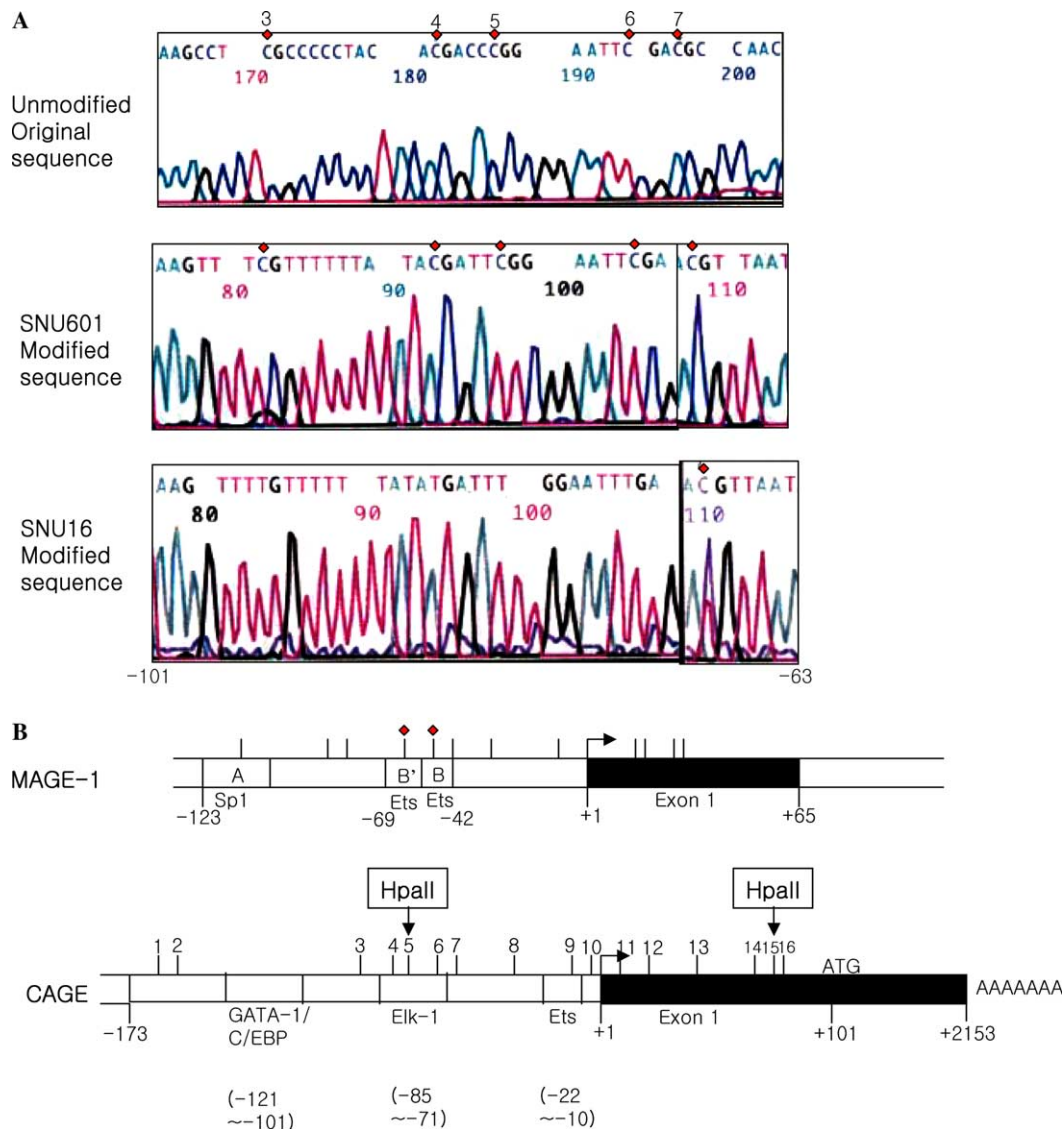 A
3 4 5 6 7
AAGCCT CGCCCCCTAC ACGACCCGG AATTC GACGC CAAC
170 180 190 200
Unmodified
Original
sequence
AAGTT TCGTTTTTTA TACGATTCGG AATTCGA ACGT TAAT
80 90 100 110
SNU601
Modified
sequence
AAG TTTTGTTTTT TATATGATTT GGAATTTGA ACGTTAAT
80 90 100 110
SNU16
Modified
sequence
-101 -63
B
MAGE-1
A B' B
Sp1 Ets Ets Exon 1
-123 -69 -42 +1 +65
HpaII HpaII
1 2 3 4 5 6 7 8 9 10 11 12 13 14 15 16
ATG
CAGE AAAAAAA
-173 GATA-1/ Elk-1 Ets +1 Exon 1 +101 +2153
C/EBP
(-121 (-85 (-22
~-101) ~-71) ~-10)